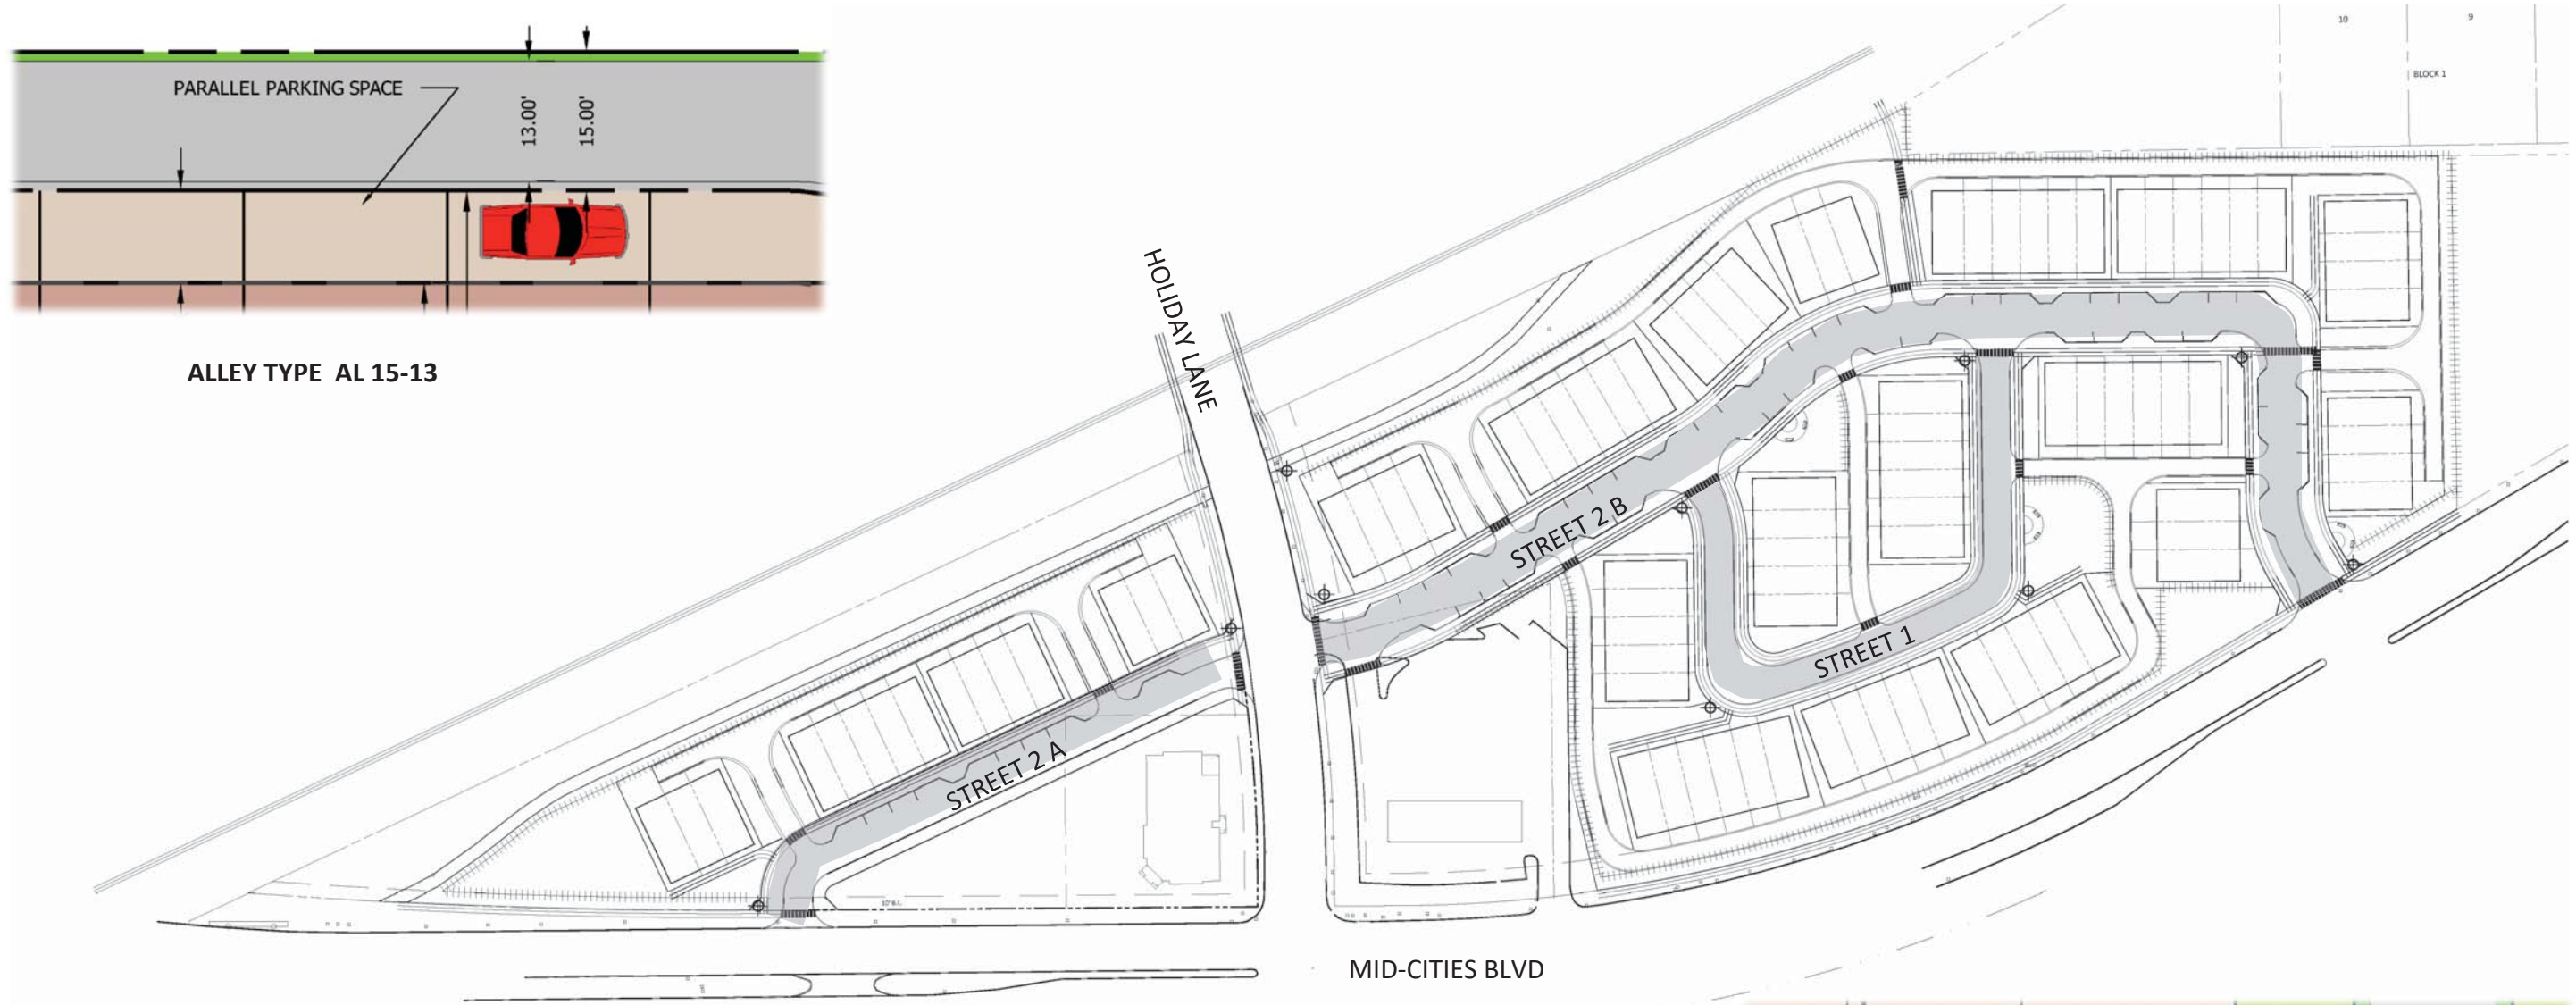 PARALLEL PARKING SPACE
13.00'
15.00'
ALLEY TYPE AL 15-13
10
9
BLOCK 1
HOLIDAY LANE
STREET 2 B
STREET 1
STREET 2 A
10' B.L.
MID-CITIES BLVD